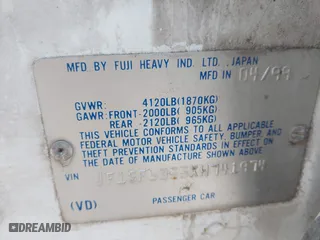 MFD BY FUJI HEAVY IND. LTD., JAPAN
MFD IN 04/99
GVWR: 4120LB(1870KG)
GAWR:FRONT-2000LB( 905KG)
REAR -2120LB( 965KG)
THIS VEHICLE CONFORMS TO ALL APPLICABLE
FEDERAL MOTOR VEHICLE SAFETY, BUMPER, AND
THEFT PREVENTION STANDARDS IN EFFECT ON
THE DATE OF MANUFACTURE SHOWN ABOVE.
VIN
(VD) PASSENGER CAR
DREAMBID